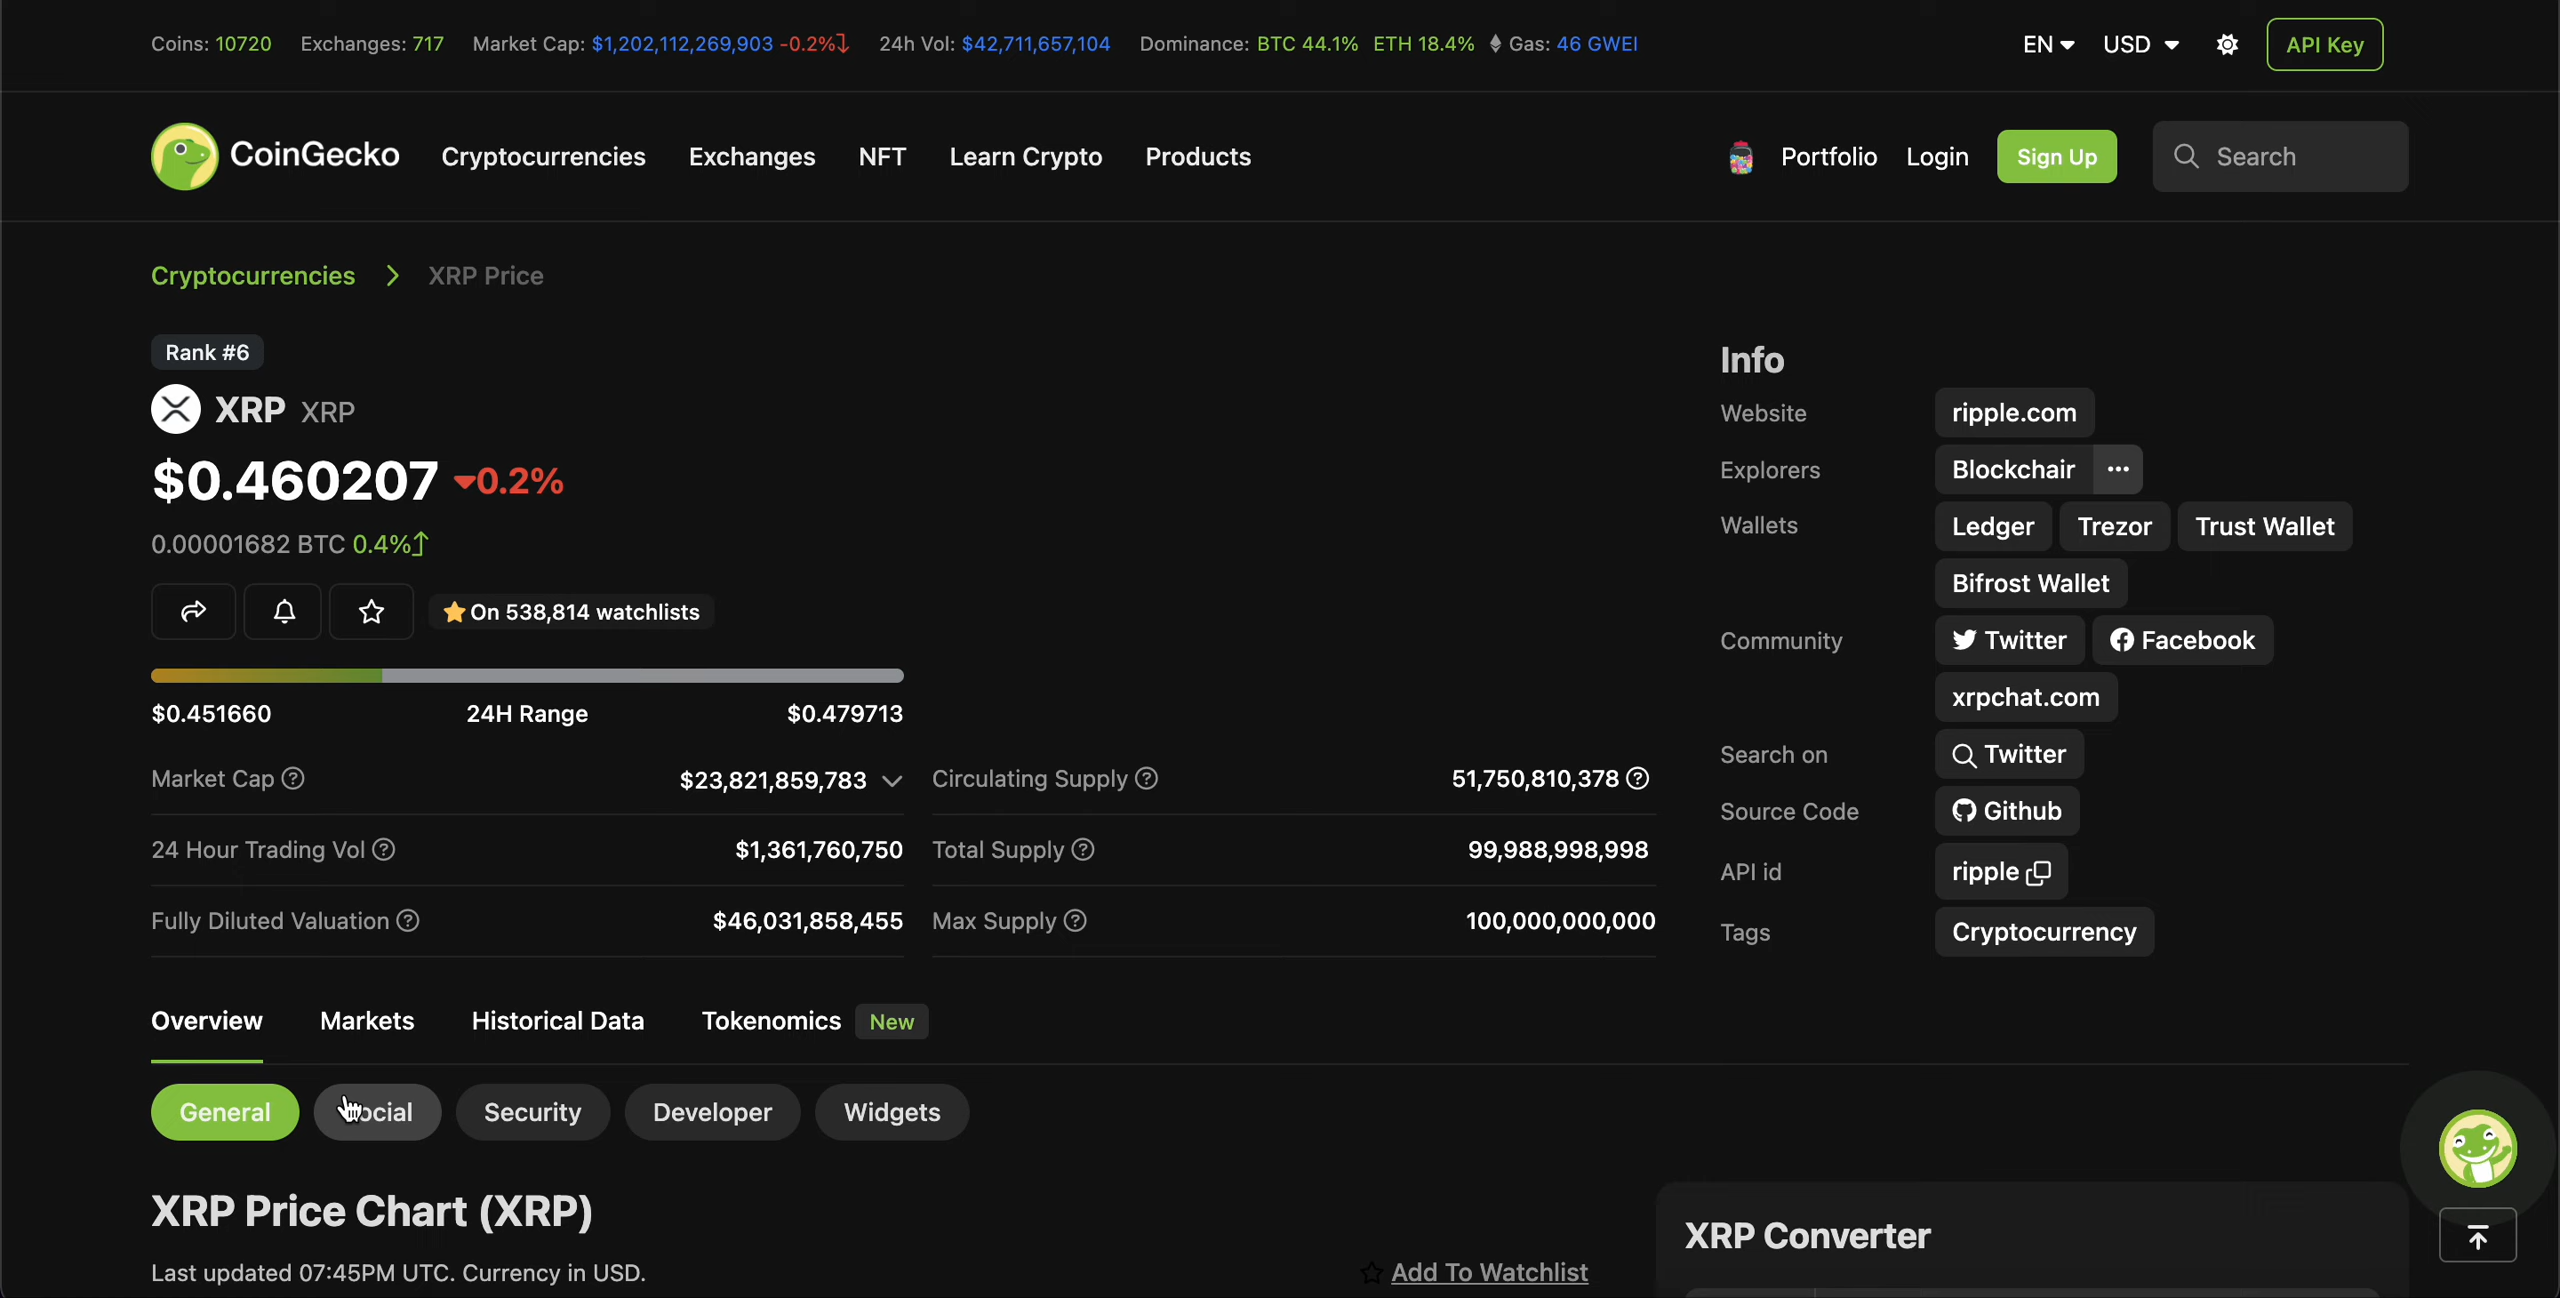 Coins: 10720 Exchanges: 717 Market Cap: $1,202,112,269,903 -0.2% 24h Vol: $42,711,657,104 Dominance: BTC 44.1% ETH 18.4% Gas: 46 GWEI EN USD API Key
CoinGecko Cryptocurrencies Exchanges NFT Learn Crypto Products Portfolio Login Sign Up Search
Cryptocurrencies > XRP Price
Rank #6
XRP XRP
$0.460207 0.2%
0.00001682 BTC 0.4%
On 538,814 watchlists
$0.451660 24H Range $0.479713
Market Cap $23,821,859,783 Circulating Supply 51,750,810,378
24 Hour Trading Vol $1,361,760,750 Total Supply 99,988,998,998
Fully Diluted Valuation $46,031,858,455 Max Supply 100,000,000,000
Info
Website ripple.com
Explorers Blockchair ...
Wallets Ledger Trezor Trust Wallet
Bifrost Wallet
Community Twitter Facebook
xrpchat.com
Search on Twitter
Source Code Github
API id ripple
Tags Cryptocurrency
Overview Markets Historical Data Tokenomics New
General Security Developer Widgets
XRP Price Chart (XRP)
Last updated 07:45PM UTC. Currency in USD.
Add To Watchlist
XRP Converter